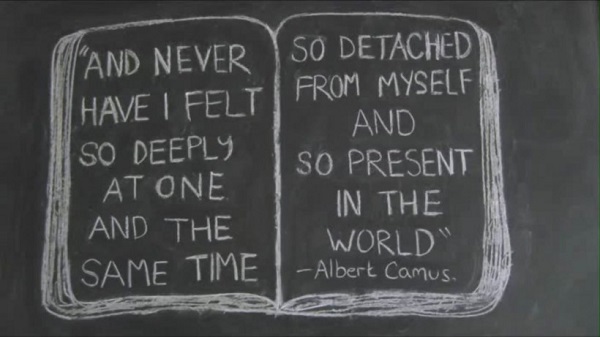 "AND NEVER
HAVE I FELT
SO DEEPLY
AT ONE
AND THE
SAME TIME
SO DETACHED
FROM MYSELF
AND
SO PRESENT
IN THE
WORLD"
-Albert Camus.